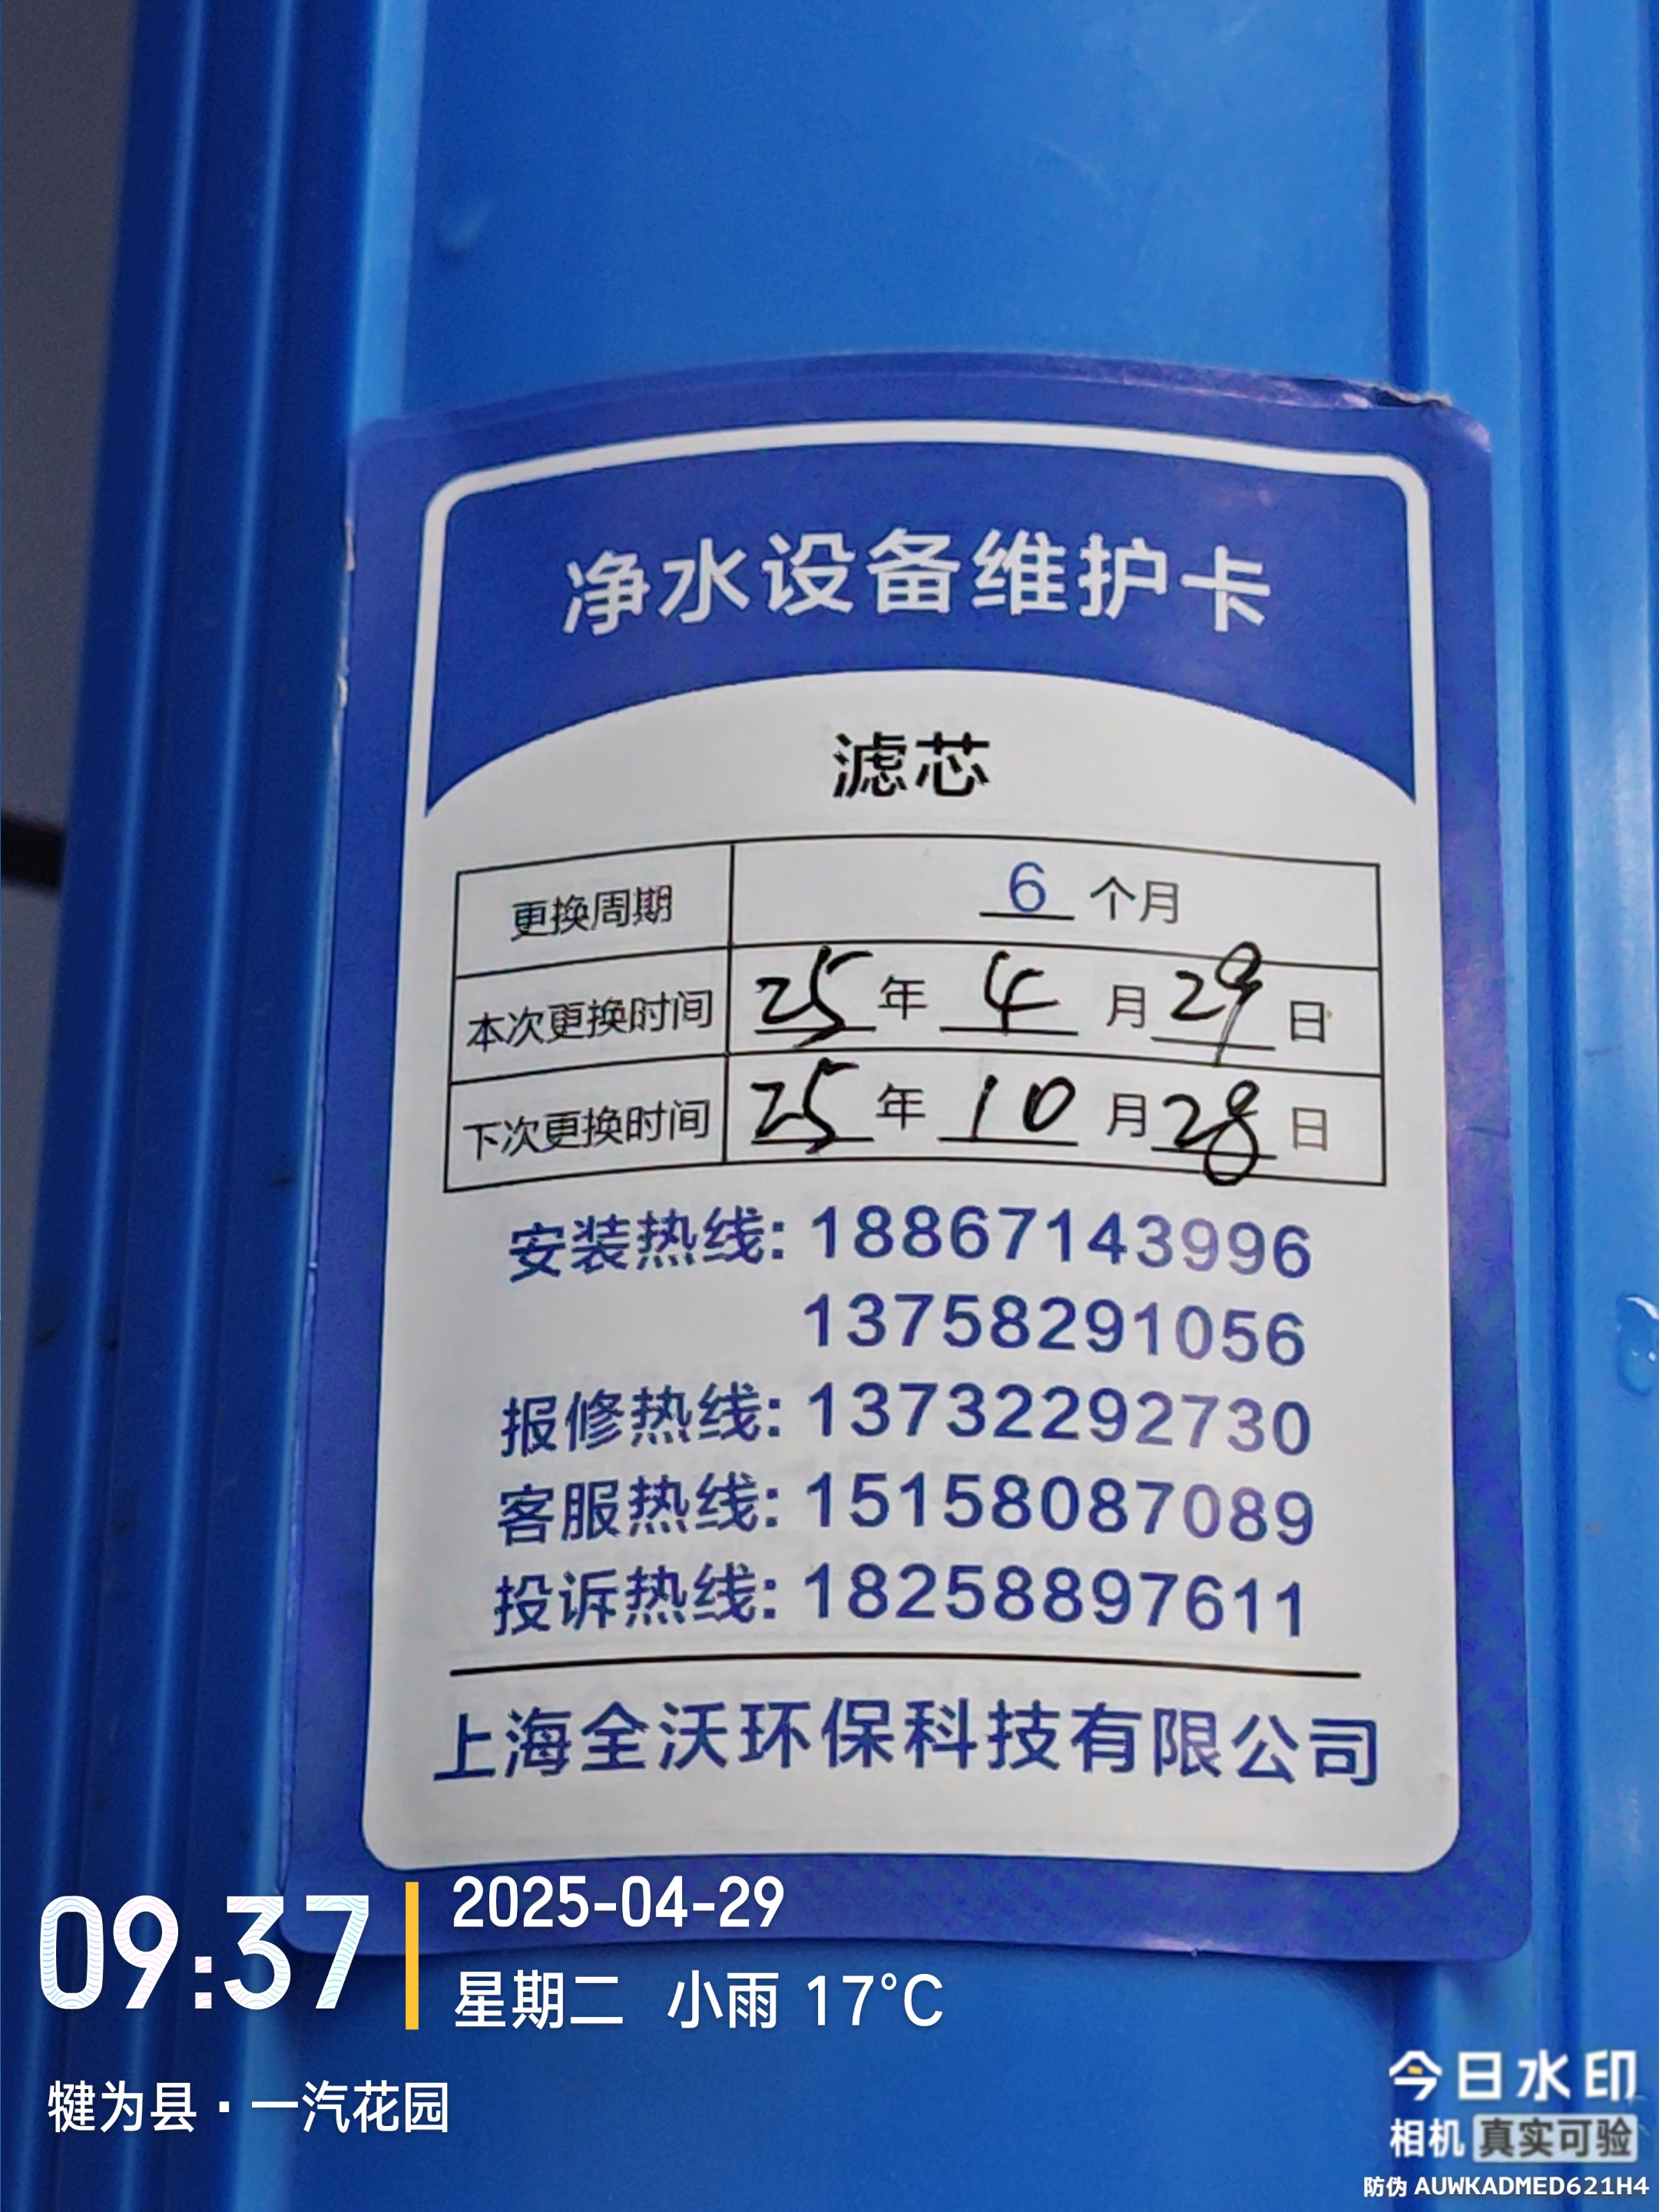 净水设备维护卡
滤芯
更换周期 6 个月
本次更换时间 25 年 4 月 29 日
下次更换时间 25 年 10 月 28 日
安装热线: 18867143996
13758291056
报修热线: 13732292730
客服热线: 15158087089
投诉热线: 18258897611
上海全沃环保科技有限公司
09:37
2025-04-29
星期二 小雨 17°C
犍为县·一汽花园
今日水印
相机 真实可验
防伪 AUWKADMED621H4